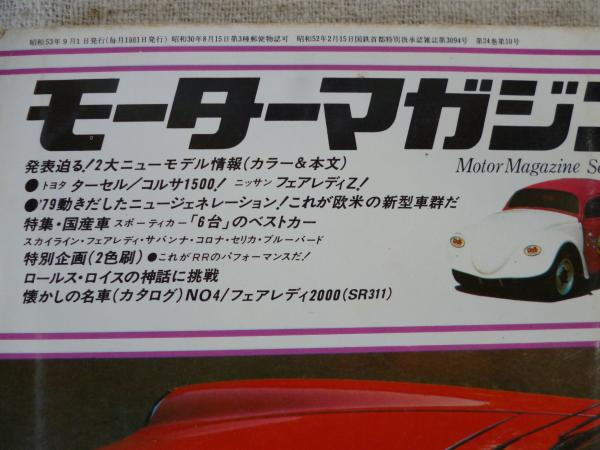 昭和53年9月1日発行(毎月1回1日発行) 昭和30年8月15日第3種郵便物認可 昭和52年2月15日国鉄首都特別扱承認雑誌第3094号 第24巻第10号
モーターマガジン
Motor Magazine Se
発表迫る!2大ニューモデル情報(カラー&本文)
●トヨタ ターセル/コルサ1500! ニッサン フェアレディZ!
●'79動きだしたニュージェネレーション!これが欧米の新型車群だ
特集・国産車 スポーティカー「6台」のベストカー
スカイライン・フェアレディ・サバンナ・コロナ・セリカ・ブルーバード
特別企画(2色刷) ●これがRRのパフォーマンスだ!
ロールス・ロイスの神話に挑戦
懐かしの名車(カタログ)NO4/フェアレディ2000(SR311)